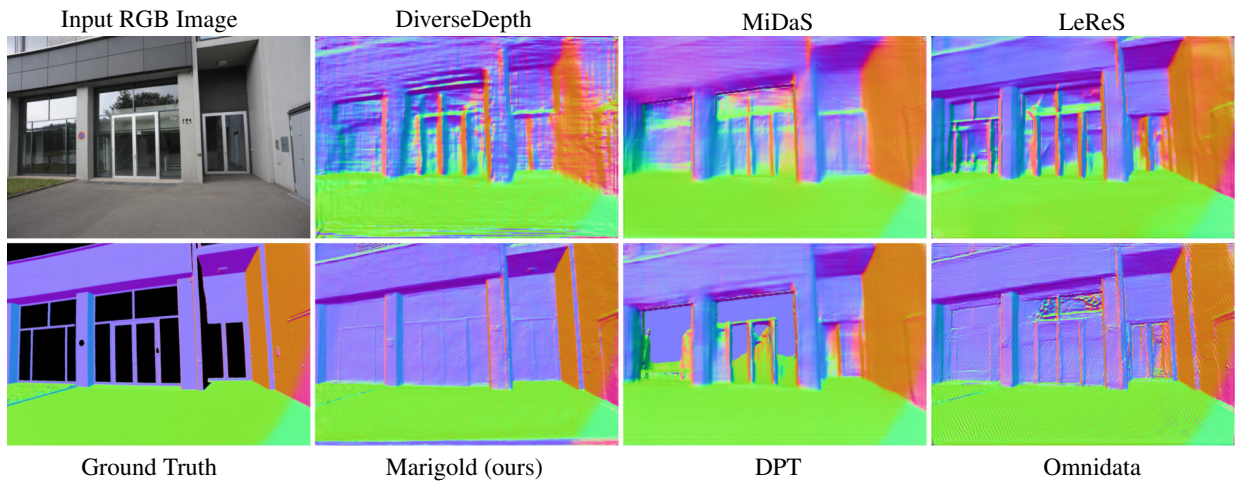 Input RGB Image DiverseDepth MiDaS LeReS
Ground Truth Marigold (ours) DPT Omnidata